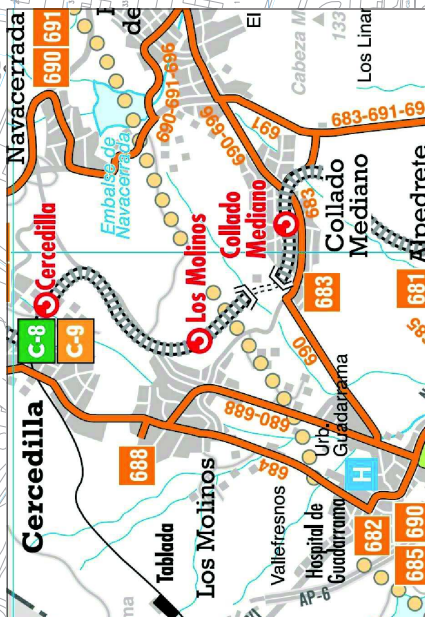 Navacerrada
690 691
de
El
Cabeza M
133
Los Linar
690-691-696
690-696
691
683-691-69
Embalse de
Navacerrada
Cercedilla
C-8
C-9
Los Molinos
Collado
Mediano
683
Collado
Mediano
683
681
Alpedrete
690
Cercedilla
688
680-688
684
Urb.
Guadarrama
H
Tablada
Los Molinos
Vallefresnos
Hospital de
Guadarrama
682
685 690
AP-6